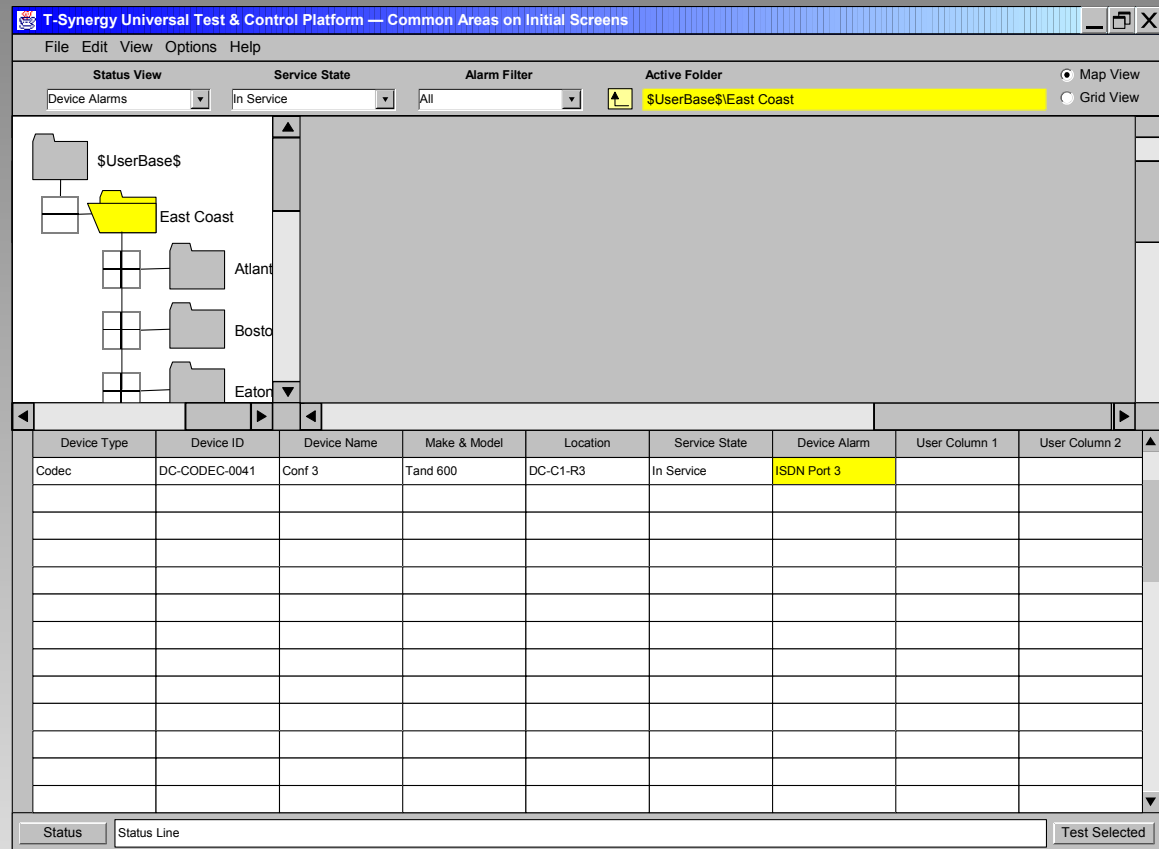 T-Synergy Universal Test & Control Platform — Common Areas on Initial Screens
File Edit View Options Help
Status View Service State Alarm Filter Active Folder Map View
Device Alarms In Service All $UserBase$\East Coast Grid View
$UserBase$
East Coast
Atlant
Bosto
Eaton
Device Type Device ID Device Name Make & Model Location Service State Device Alarm User Column 1 User Column 2
Codec DC-CODEC-0041 Conf 3 Tand 600 DC-C1-R3 In Service ISDN Port 3
Status Status Line Test Selected